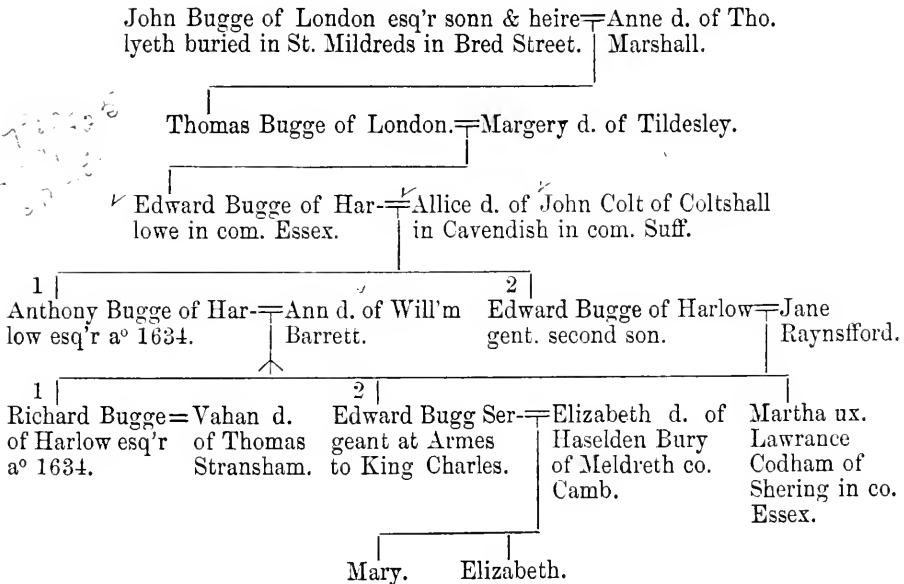 John Bugge of London esq'r sonn & heire=Anne d. of Tho.
lyeth buried in St. Mildreds in Bred Street. Marshall.
Thomas Bugge of London.=Margery d. of Tildesley.
Edward Bugge of Har-=Allice d. of John Colt of Coltshall
lowe in com. Essex. in Cavendish in com. Suff.
1 2
Anthony Bugge of Har-=Ann d. of Will'm Edward Bugge of Harlow=Jane
low esq'r aº 1634. Barrett. gent. second son. Raynsfford.
1 2
Richard Bugge=Vahan d. Edward Bugg Ser-=Elizabeth d. of Martha ux.
of Harlow esq'r of Thomas geant at Armes Haselden Bury Lawrance
aº 1634. Stransham. to King Charles. of Meldreth co. Codham of
Camb. Shering in co.
Essex.
Mary. Elizabeth.